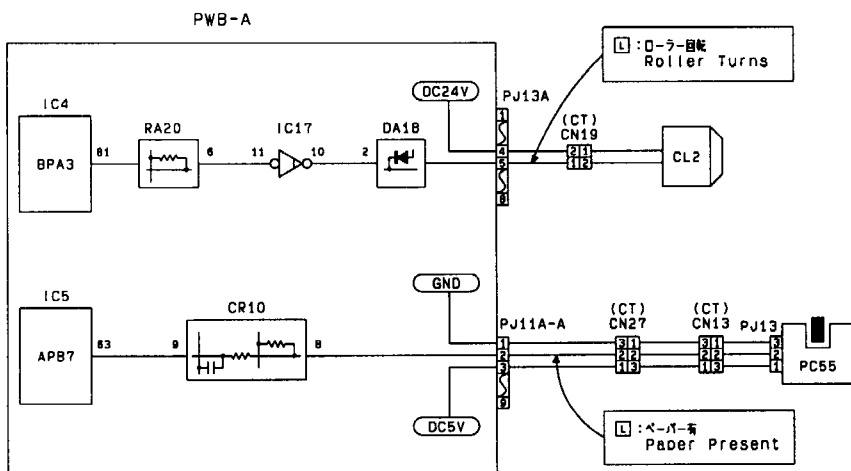 PWB-A
L : ローラー回転
Roller Turns
IC4
RA20
IC17
DA18
DC24V
PJ13A
(CT)
CN19
BPA3
81
6
11
10
2
1
4
5
8
2 1
1 2
CL2
IC5
CR10
GND
PJ11A-A
(CT)
CN27
(CT)
CN13
PJ13
APB7
63
9
8
1
2
3
9
3 1
2 2
1 3
3 1
2 2
1 3
3
2
1
PC55
DC5V
L : ペーパー有
Paper Present